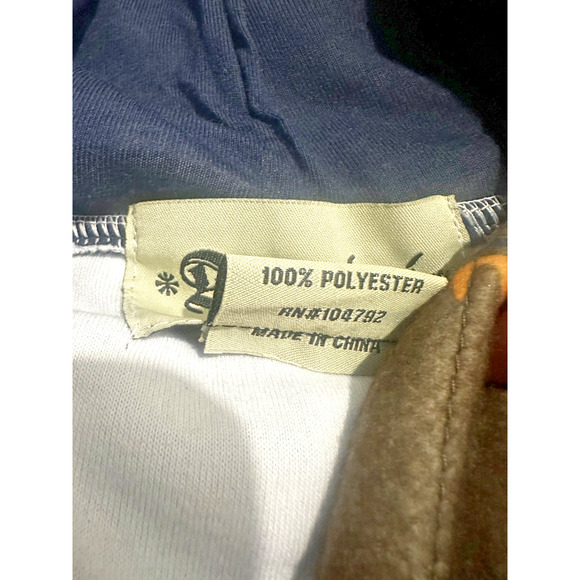 100% POLYESTER
RN#104792
MADE IN CHINA
*